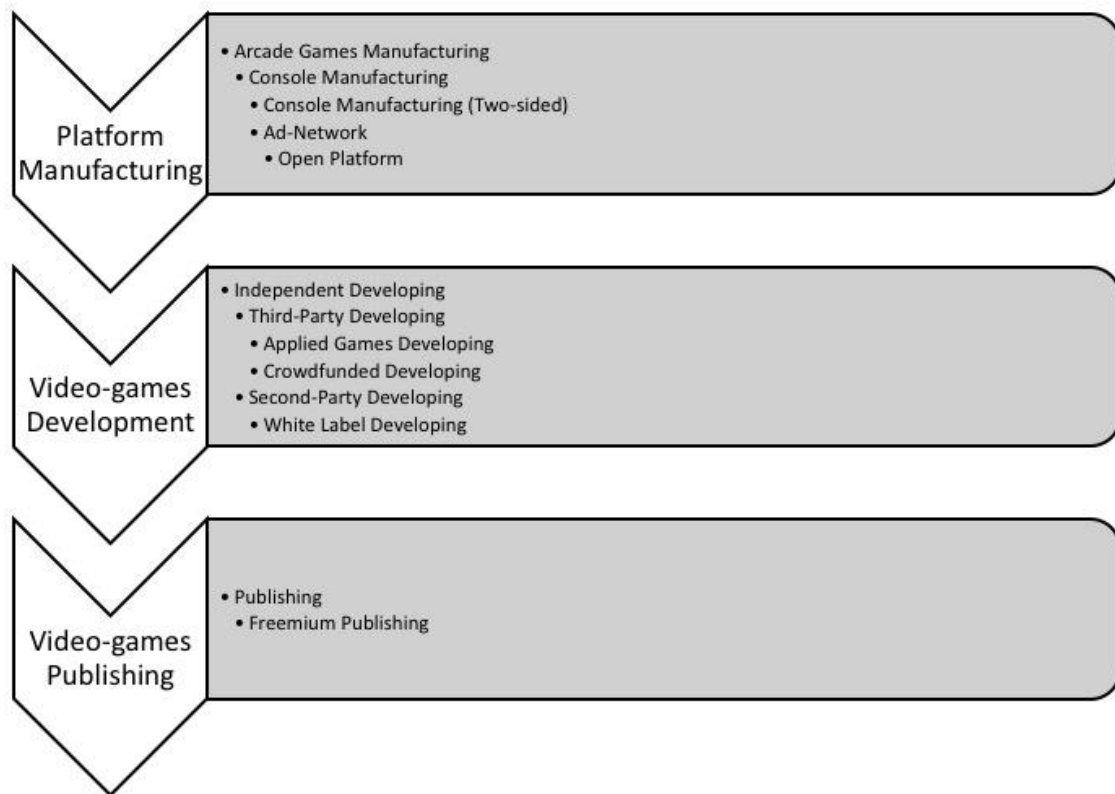 Platform
Manufacturing
• Arcade Games Manufacturing
• Console Manufacturing
• Console Manufacturing (Two-sided)
• Ad-Network
• Open Platform
Video-games
Development
• Independent Developing
• Third-Party Developing
• Applied Games Developing
• Crowdfunded Developing
• Second-Party Developing
• White Label Developing
Video-games
Publishing
• Publishing
• Freemium Publishing